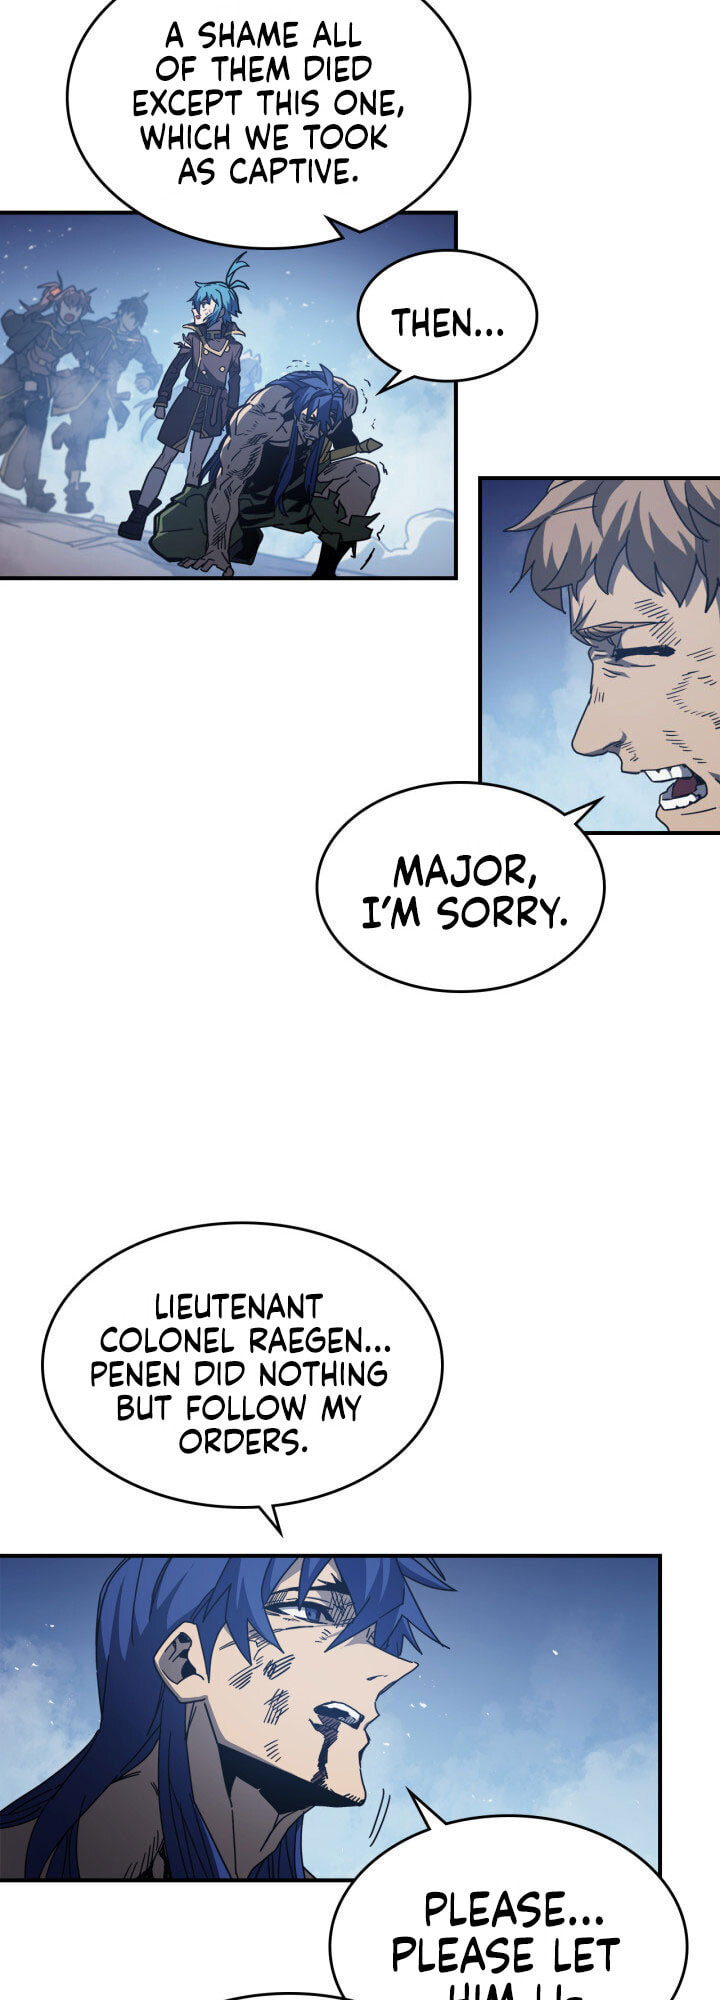 A SHAME ALL
OF THEM DIED
EXCEPT THIS ONE,
WHICH WE TOOK
AS CAPTIVE.
THEN...
MAJOR,
I'M SORRY.
LIEUTENANT
COLONEL RAEGEN...
PENEN DID NOTHING
BUT FOLLOW MY
ORDERS.
PLEASE...
PLEASE LET
HIM